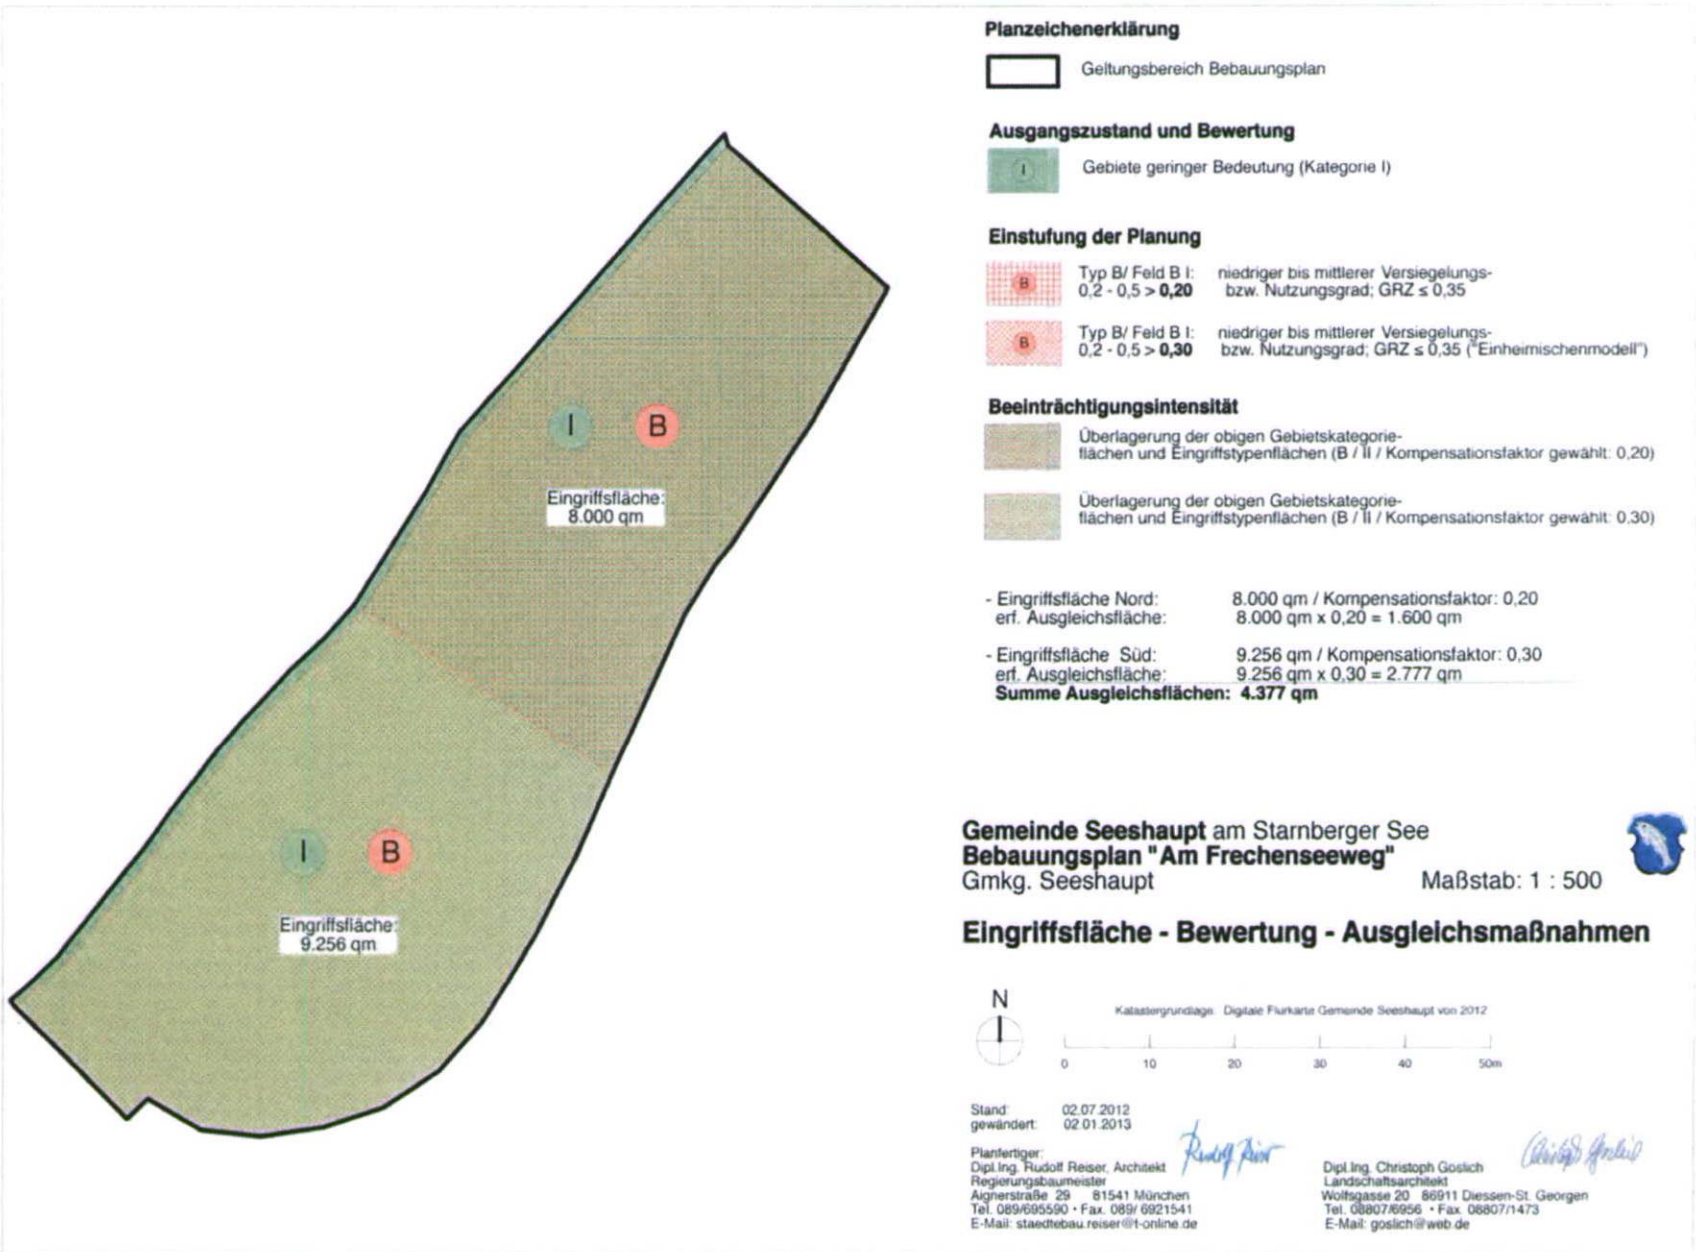 Planzeichenerklärung
Geltungsbereich Bebauungsplan
Ausgangszustand und Bewertung
I Gebiete geringer Bedeutung (Kategorie I)
Einstufung der Planung
B Typ B/ Feld B I: niedriger bis mittlerer Versiegelungs-
0,2 - 0,5 > 0,20 bzw. Nutzungsgrad; GRZ ≤ 0,35
B Typ B/ Feld B I: niedriger bis mittlerer Versiegelungs-
0,2 - 0,5 > 0,30 bzw. Nutzungsgrad; GRZ ≤ 0,35 ("Einheimischenmodell")
Beeinträchtigungsintensität
Überlagerung der obigen Gebietskategorie-
flächen und Eingriffstypenflächen (B / II / Kompensationsfaktor gewählt: 0,20)
Überlagerung der obigen Gebietskategorie-
flächen und Eingriffstypenflächen (B / II / Kompensationsfaktor gewählt: 0,30)
- Eingriffsfläche Nord: 8.000 qm / Kompensationsfaktor: 0,20
erf. Ausgleichsfläche: 8.000 qm x 0,20 = 1.600 qm
- Eingriffsfläche Süd: 9.256 qm / Kompensationsfaktor: 0,30
erf. Ausgleichsfläche: 9.256 qm x 0,30 = 2.777 qm
Summe Ausgleichsflächen: 4.377 qm
I B
Eingriffsfläche:
8.000 qm
I B
Eingriffsfläche:
9.256 qm
Gemeinde Seeshaupt am Starnberger See
Bebauungsplan "Am Frechenseeweg"
Gmkg. Seeshaupt Maßstab: 1 : 500
Eingriffsfläche - Bewertung - Ausgleichsmaßnahmen
N
Katastergrundlage: Digitale Flurkarte Gemeinde Seeshaupt von 2012
0 10 20 30 40 50m
Stand: 02.07.2012
gewändert: 02.01.2013
Planfertiger:
Dipl.Ing. Rudolf Reiser, Architekt
Regierungsbaumeister
Aignerstraße 29 81541 München
Tel. 089/695590 • Fax. 089/ 6921541
E-Mail: staedtebau.reiser@t-online.de
Rudolf Reiser
Dipl.Ing. Christoph Goslich
Landschaftsarchitekt
Wolfsgasse 20 86911 Diessen-St. Georgen
Tel. 08807/6956 • Fax. 08807/1473
E-Mail: goslich@web.de
Christoph Goslich